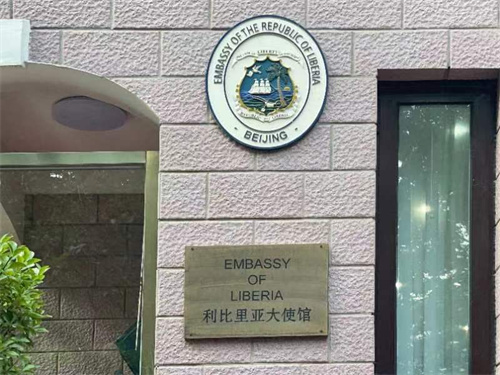 EMBASSY OF THE REPUBLIC OF LIBERIA
· BEIJING ·
EMBASSY
OF
LIBERIA
利比里亚大使馆